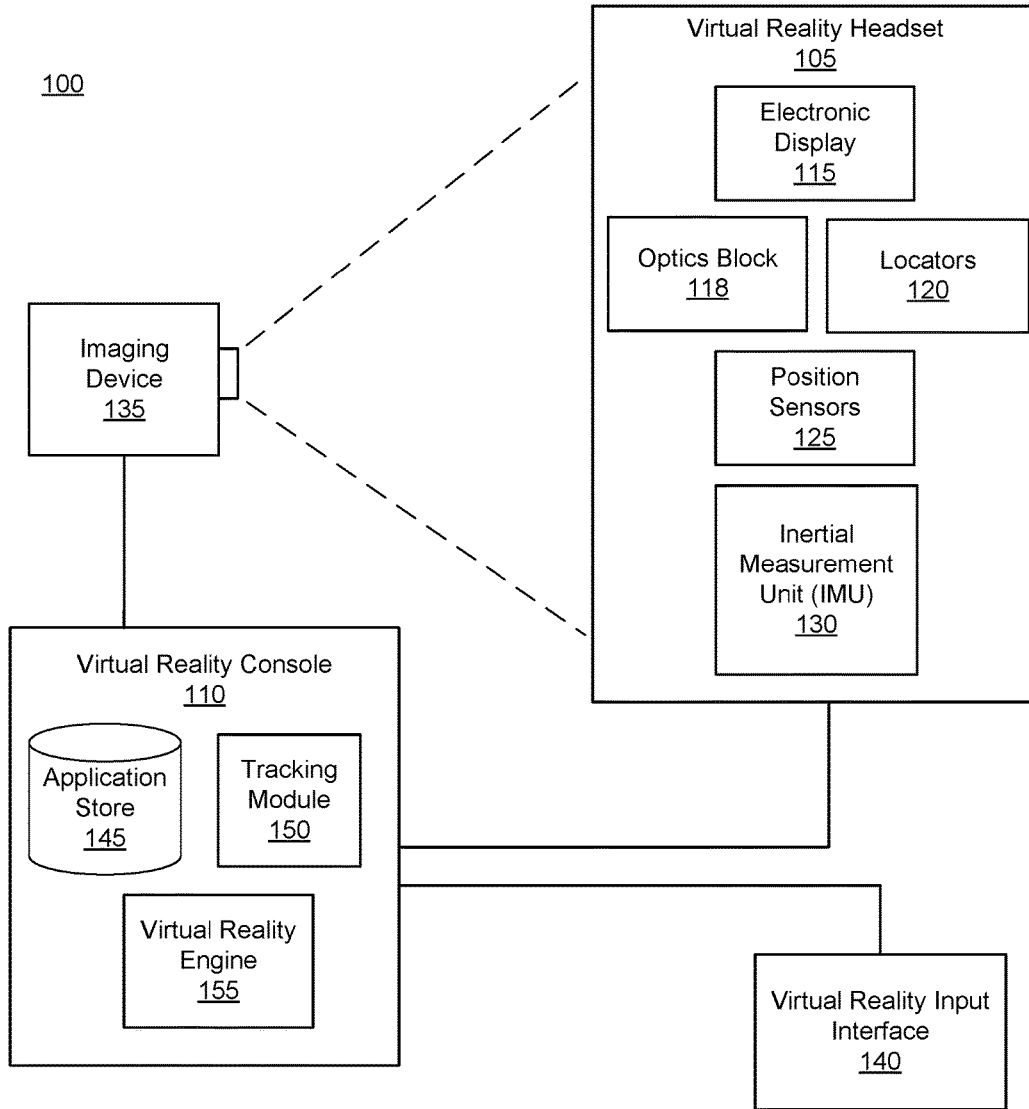 100
Virtual Reality Headset
105
Electronic
Display
115
Optics Block
118
Locators
120
Position
Sensors
125
Inertial
Measurement
Unit (IMU)
130
Imaging
Device
135
Virtual Reality Console
110
Application
Store
145
Tracking
Module
150
Virtual Reality
Engine
155
Virtual Reality Input
Interface
140